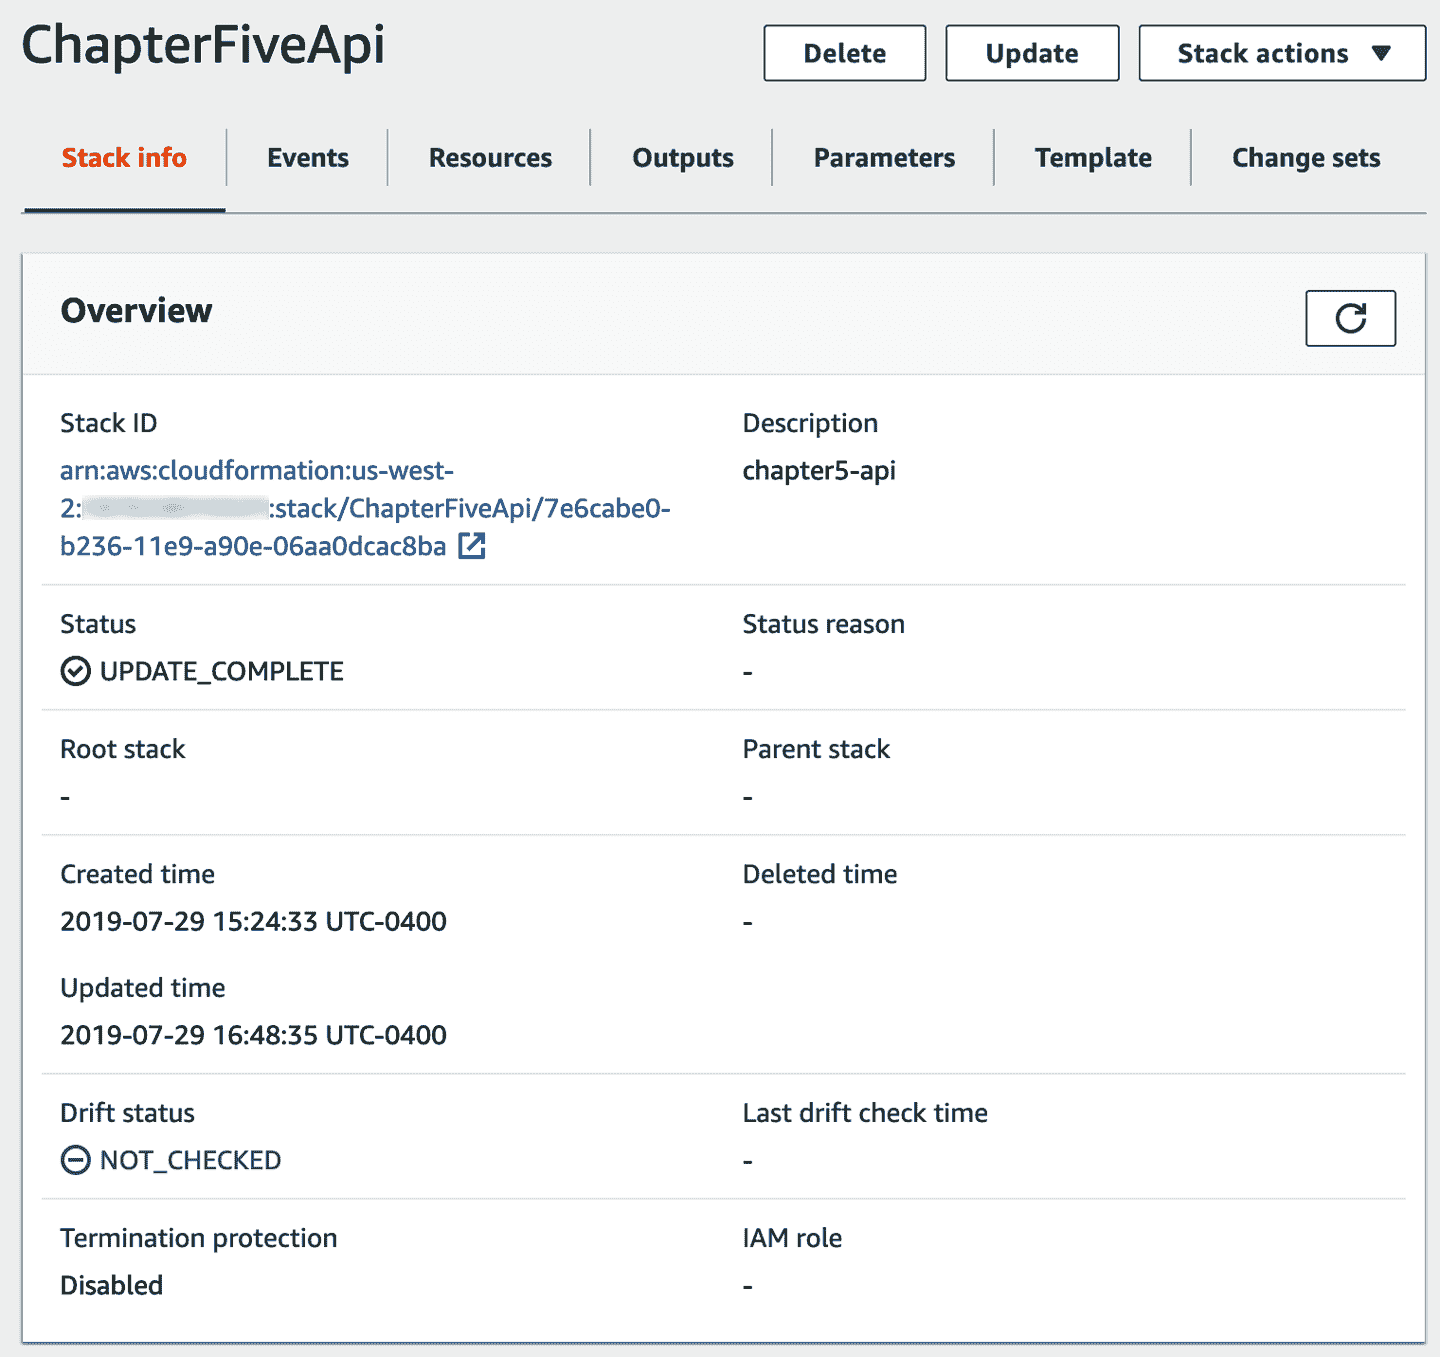 ChapterFiveApi
Delete
Update
Stack actions
Stack info
Events
Resources
Outputs
Parameters
Template
Change sets
Overview
Stack ID
arn:aws:cloudformation:us-west-
2: :stack/ChapterFiveApi/7e6cabe0-
b236-11e9-a90e-06aa0dcac8ba
Description
chapter5-api
Status
UPDATE_COMPLETE
Status reason
-
Root stack
-
Parent stack
-
Created time
2019-07-29 15:24:33 UTC-0400
Deleted time
-
Updated time
2019-07-29 16:48:35 UTC-0400
Drift status
NOT_CHECKED
Last drift check time
-
Termination protection
Disabled
IAM role
-